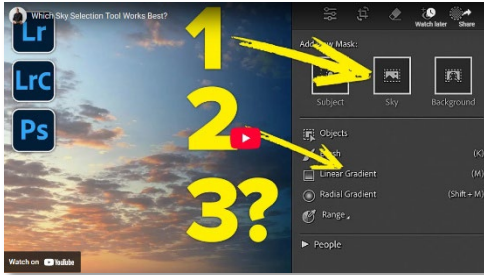 Which Sky Selection Tool Works Best?
Watch later
Share
Lr
LrC
Ps
1
2
3?
Add New Mask:
Subject
Sky
Background
Objects
(K)
Linear Gradient
(M)
Radial Gradient
(Shift + M)
Range
People
Watch on YouTube